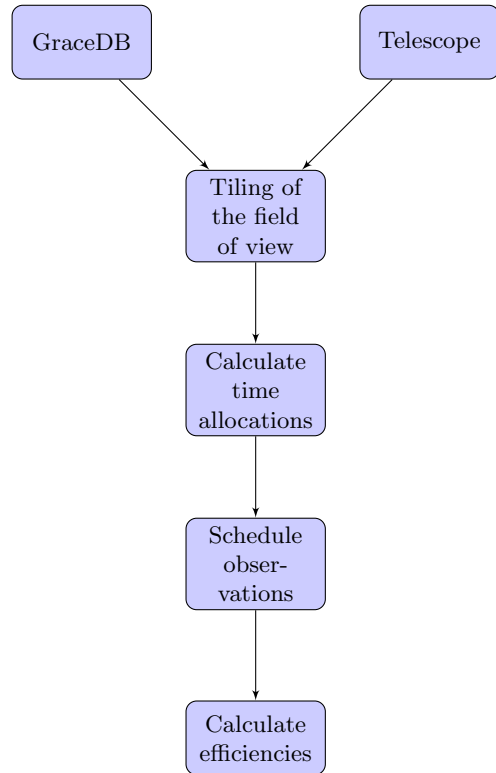 GraceDB
Telescope
Tiling of
the field
of view
Calculate
time
allocations
Schedule
obser-
vations
Calculate
efficiencies